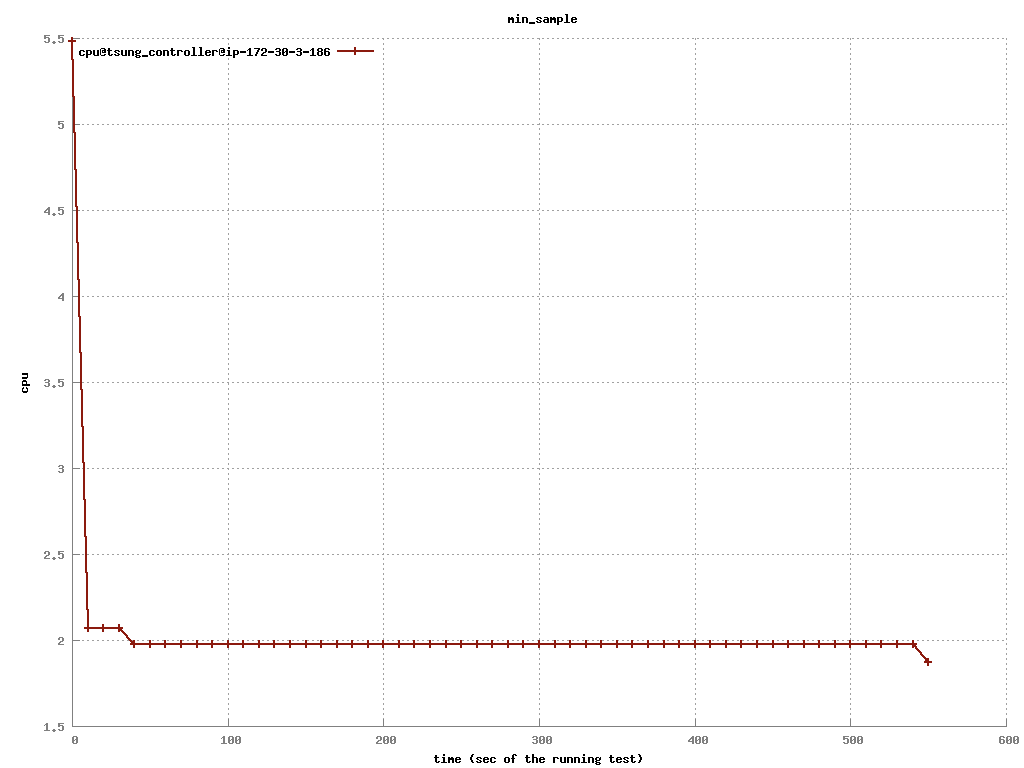 min_sample
cpu@tsung_controller@ip-172-30-3-186
5.5
5
4.5
4
3.5
3
2.5
2
1.5
cpu
0 100 200 300 400 500 600
time (sec of the running test)